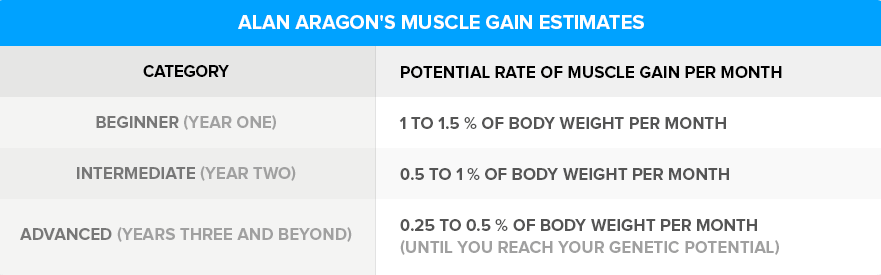 ALAN ARAGON'S MUSCLE GAIN ESTIMATES
CATEGORY
POTENTIAL RATE OF MUSCLE GAIN PER MONTH
BEGINNER (YEAR ONE)
1 TO 1.5 % OF BODY WEIGHT PER MONTH
INTERMEDIATE (YEAR TWO)
0.5 TO 1 % OF BODY WEIGHT PER MONTH
ADVANCED (YEARS THREE AND BEYOND)
0.25 TO 0.5 % OF BODY WEIGHT PER MONTH
(UNTIL YOU REACH YOUR GENETIC POTENTIAL)